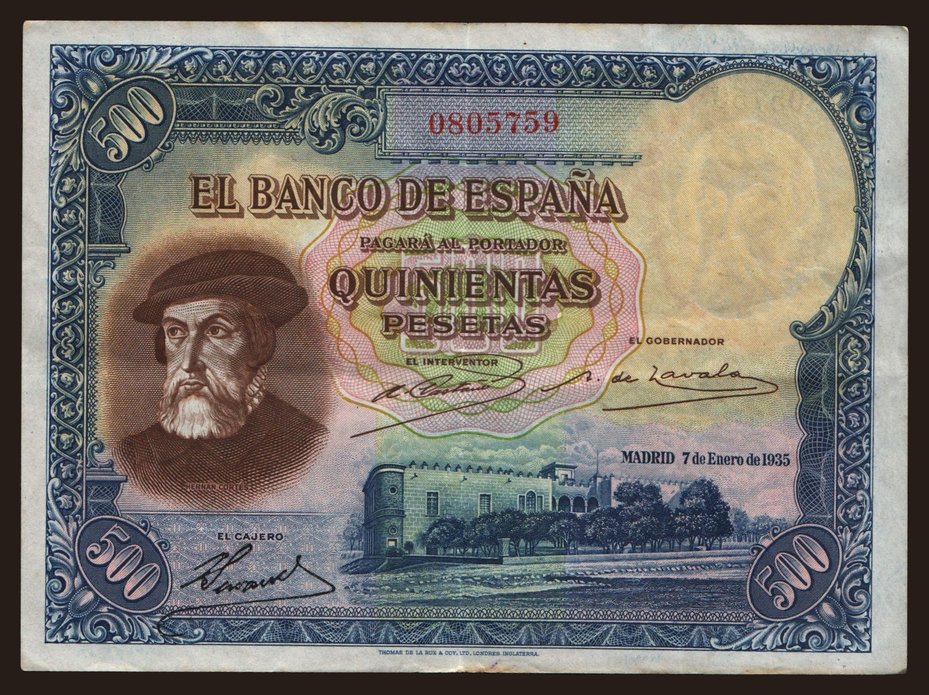 500
0805759
EL BANCO DE ESPAÑA
PAGARÁ AL PORTADOR
QUINIENTAS
PESETAS
EL INTERVENTOR
EL GOBERNADOR
A. de Zavala
MADRID 7 de Enero de 1935
HERNAN CORTES
EL CAJERO
500
500
THOMAS DE LA RUE & COY. LTD. LONDRES. INGLATERRA.